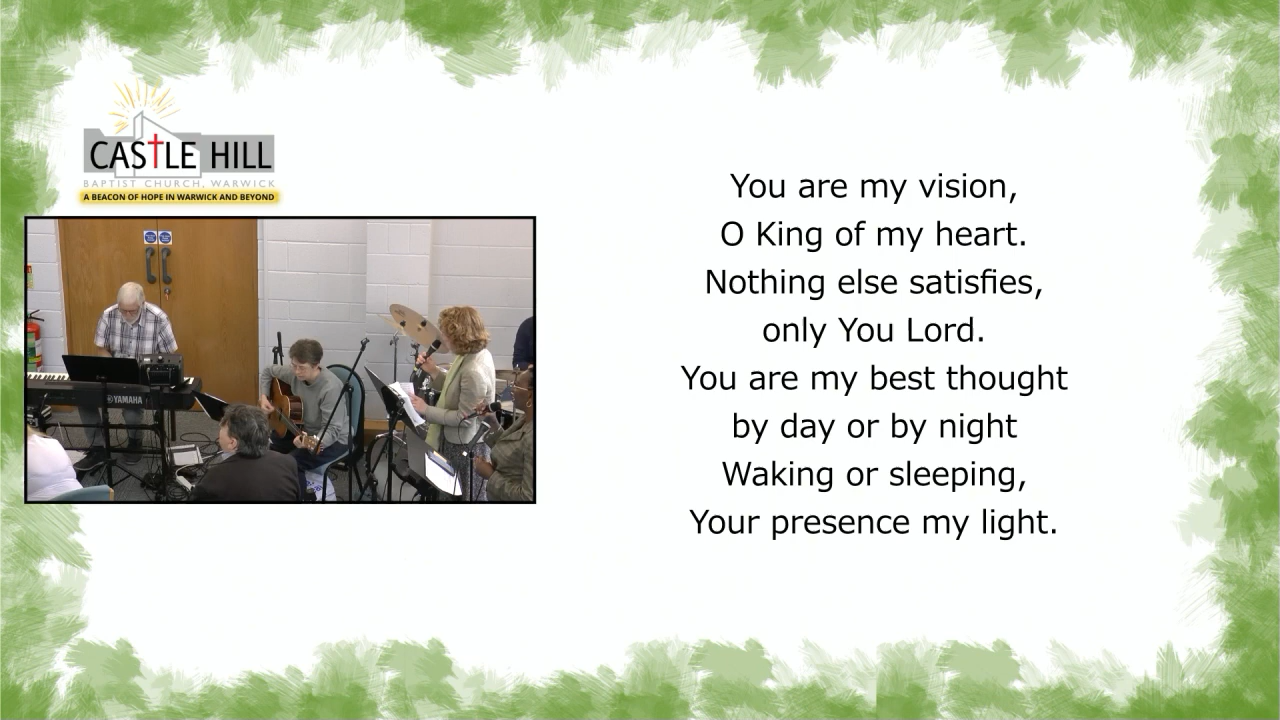 CASTLE HILL
BAPTIST CHURCH, WARWICK
A BEACON OF HOPE IN WARWICK AND BEYOND
YAMAHA
You are my vision,
O King of my heart.
Nothing else satisfies,
only You Lord.
You are my best thought
by day or by night
Waking or sleeping,
Your presence my light.